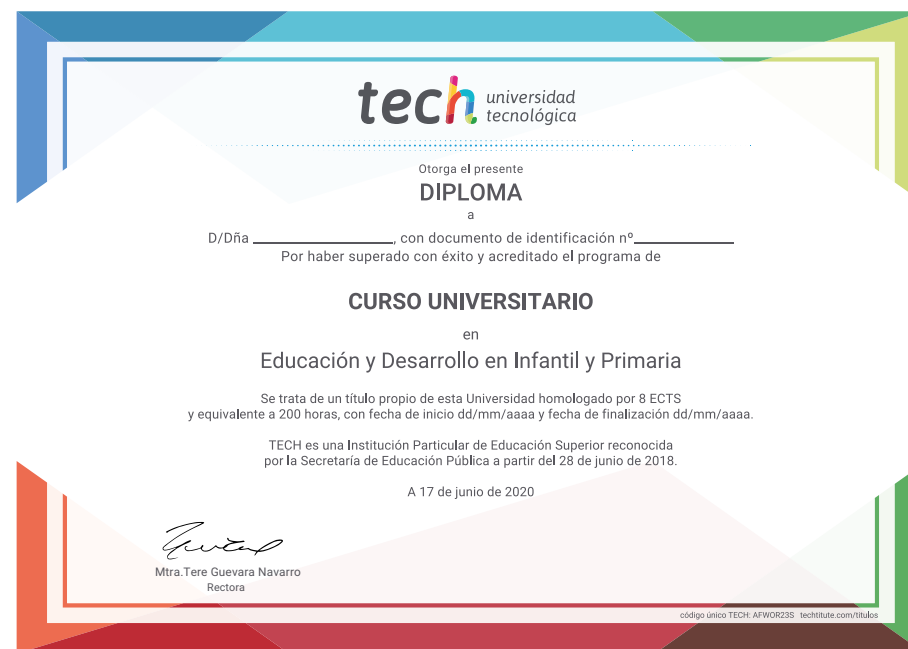 tech universidad
tecnológica
Otorga el presente
DIPLOMA
a
D/Dña ____________________, con documento de identificación nº______________
Por haber superado con éxito y acreditado el programa de
CURSO UNIVERSITARIO
en
Educación y Desarrollo en Infantil y Primaria
Se trata de un título propio de esta Universidad homologado por 8 ECTS
y equivalente a 200 horas, con fecha de inicio dd/mm/aaaa y fecha de finalización dd/mm/aaaa.
TECH es una Institución Particular de Educación Superior reconocida
por la Secretaría de Educación Pública a partir del 28 de junio de 2018.
A 17 de junio de 2020
Mtra.Tere Guevara Navarro
Rectora
código único TECH: AFWOR23S techtitute.com/titulos